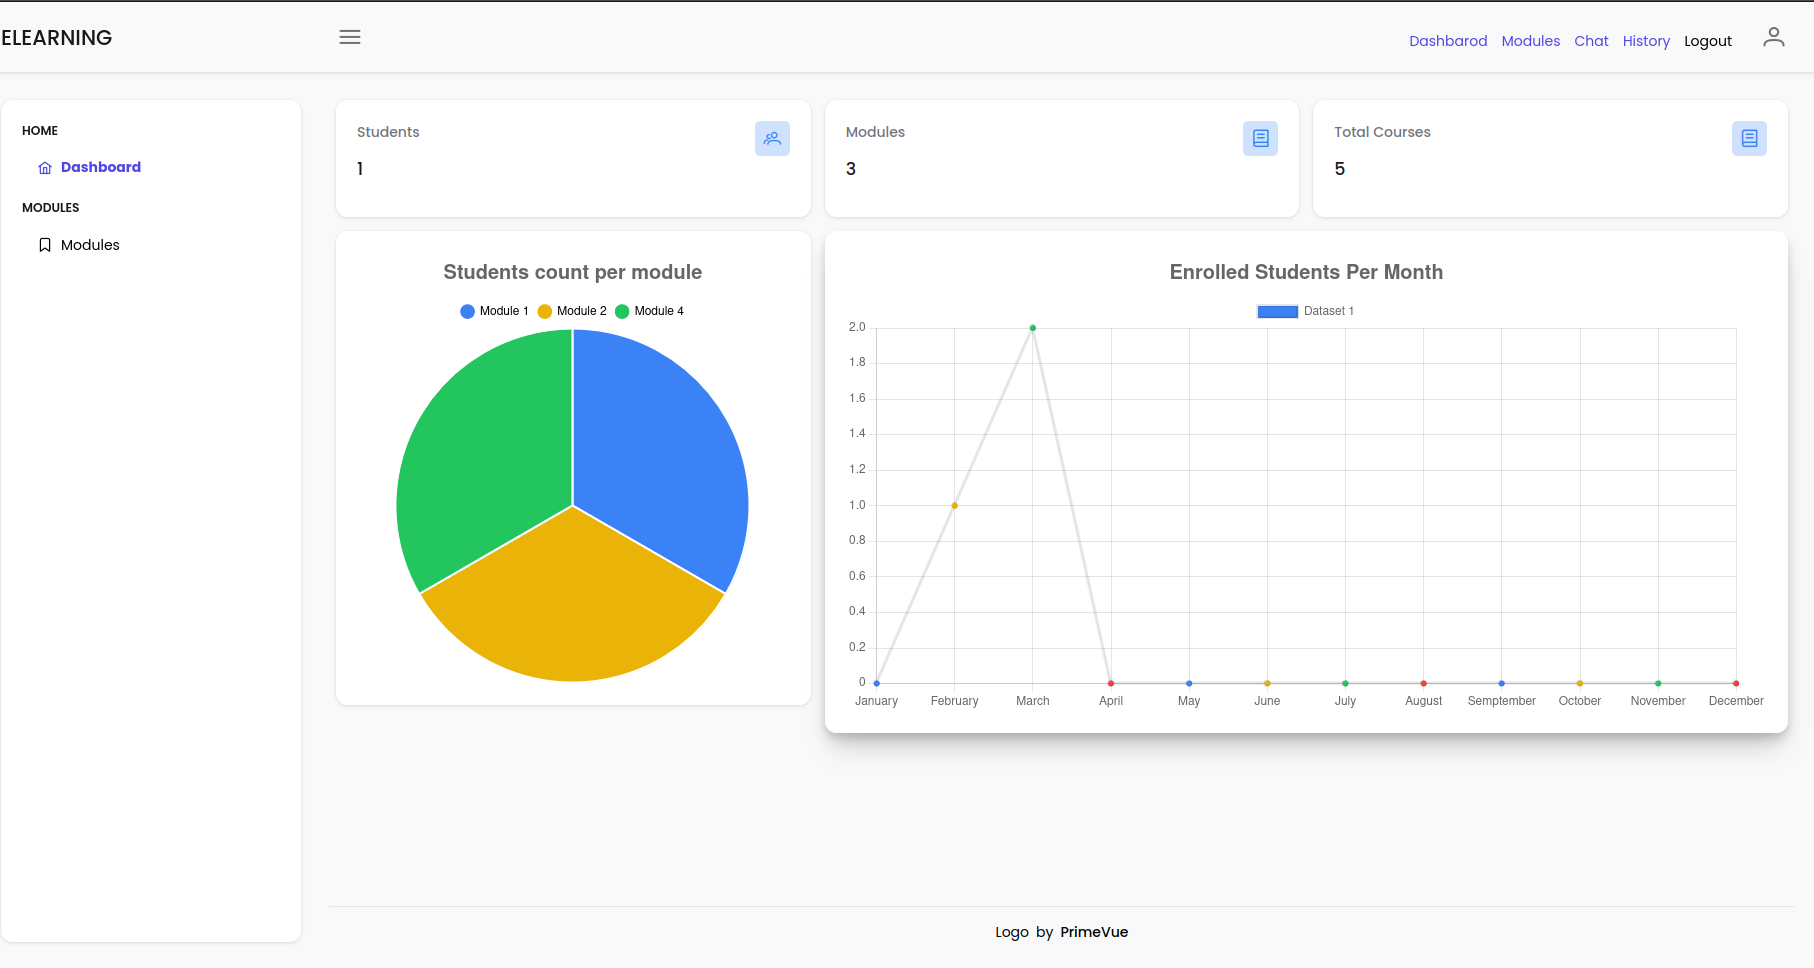 ELEARNING
Dashbarod Modules Chat History Logout
HOME
Dashboard
MODULES
Modules
Students
1
Modules
3
Total Courses
5
Students count per module
Module 1 Module 2 Module 4
Enrolled Students Per Month
Dataset 1
2.0
1.8
1.6
1.4
1.2
1.0
0.8
0.6
0.4
0.2
0
January February March April May June July August Semptember October November December
Logo by PrimeVue